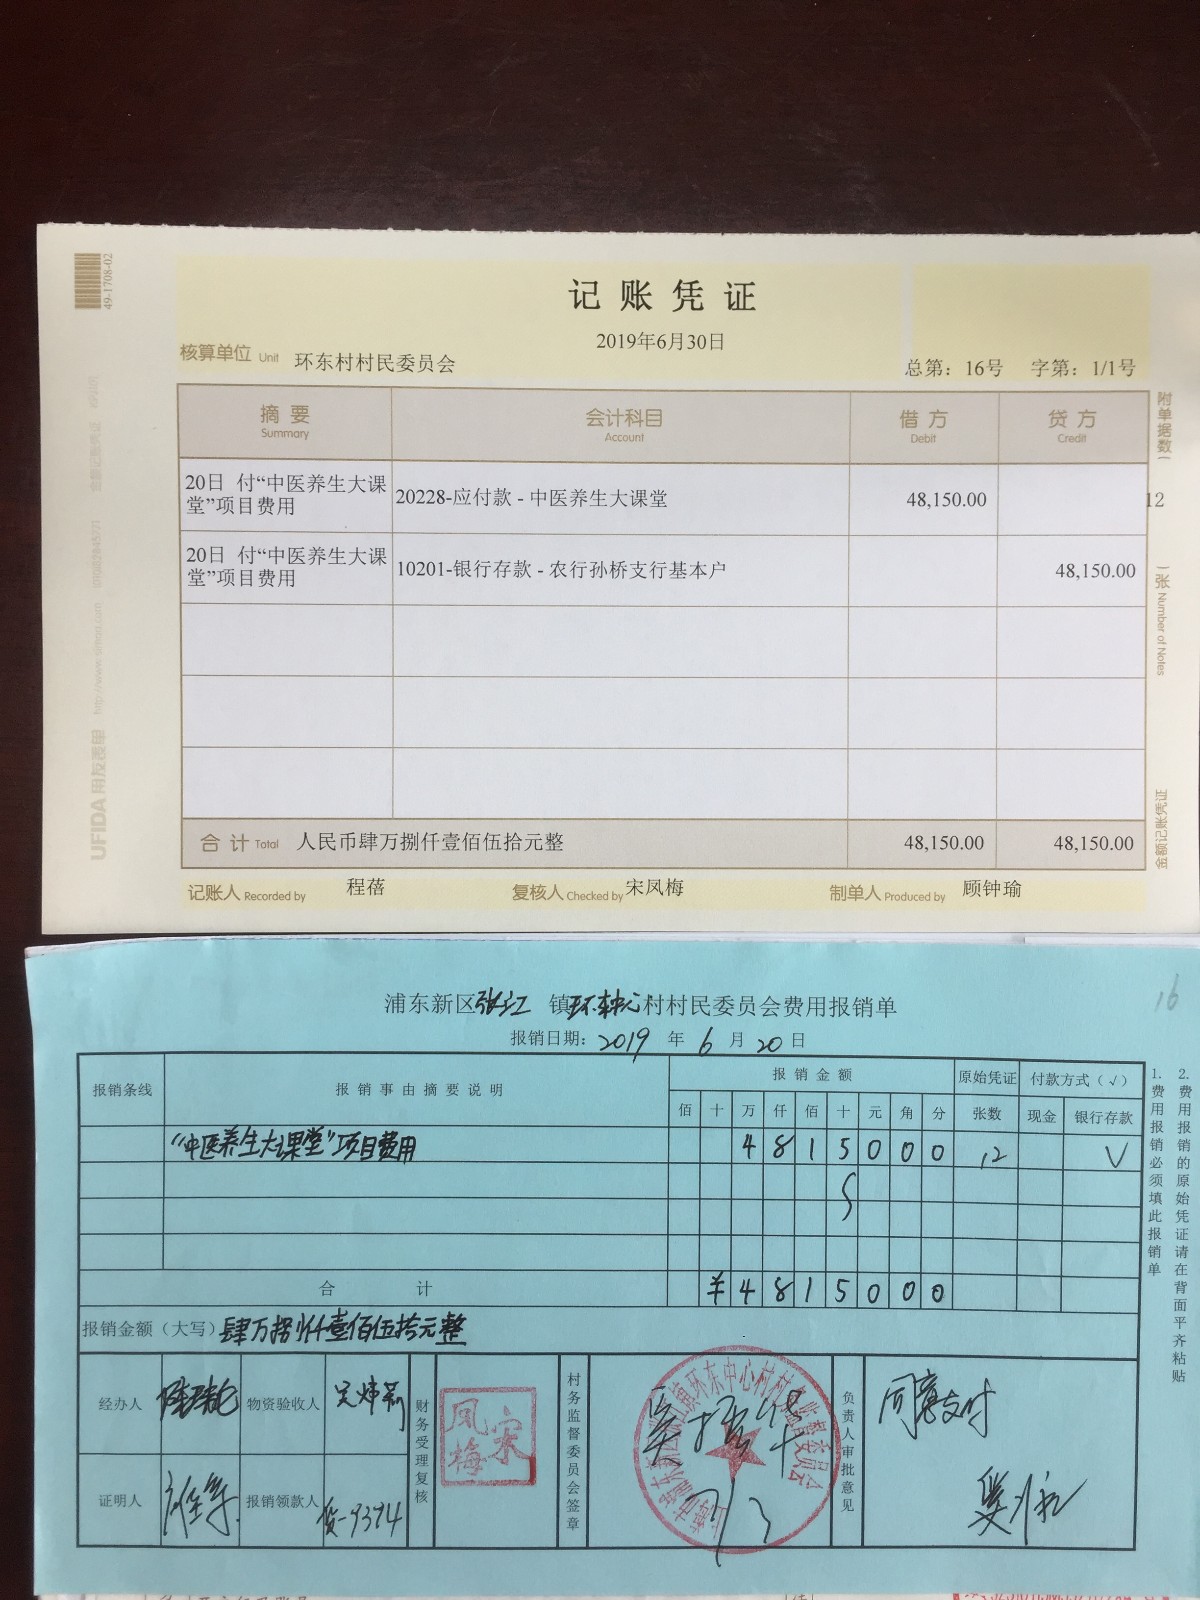 49-1708-02
记账凭证
2019年6月30日
核算单位 Unit 环东村村民委员会
总第：16号 字第：1/1号
摘要 会计科目 借方 贷方
Summary Account Debit Credit
附单据数(
12
)张 Number of Notes
20日 付“中医养生大课
堂”项目费用
20228-应付款 - 中医养生大课堂 48,150.00
20日 付“中医养生大课
堂”项目费用
10201-银行存款 - 农行孙桥支行基本户 48,150.00
合计 Total 人民币肆万捌仟壹佰伍拾元整 48,150.00 48,150.00
记账人 Recorded by 程蓓 复核人 Checked by 宋凤梅 制单人 Produced by 顾钟瑜
金额记账凭证
UFIDA 用友表单
浦东新区张江 镇环东中心村村民委员会费用报销单
16
报销日期：2019 年 6 月 20 日
报销条线 报销事由摘要说明 报销金额 原始凭证 付款方式（√）
佰 十 万 仟 佰 十 元 角 分 张数 现金 银行存款
“中医养生大课堂”项目费用 4 8 1 5 0 0 0 12 √
合计 ¥ 4 8 1 5 0 0 0
报销金额（大写）肆万捌仟壹佰伍拾元整
1. 费用报销必须填此报销单
2. 费用报销的原始凭证请在背面平齐粘贴
经办人 物资验收人
证明人 报销领款人 货-9394
财务受理复核
宋凤梅
村务监督委员会签章
负责人审批意见
同意支付